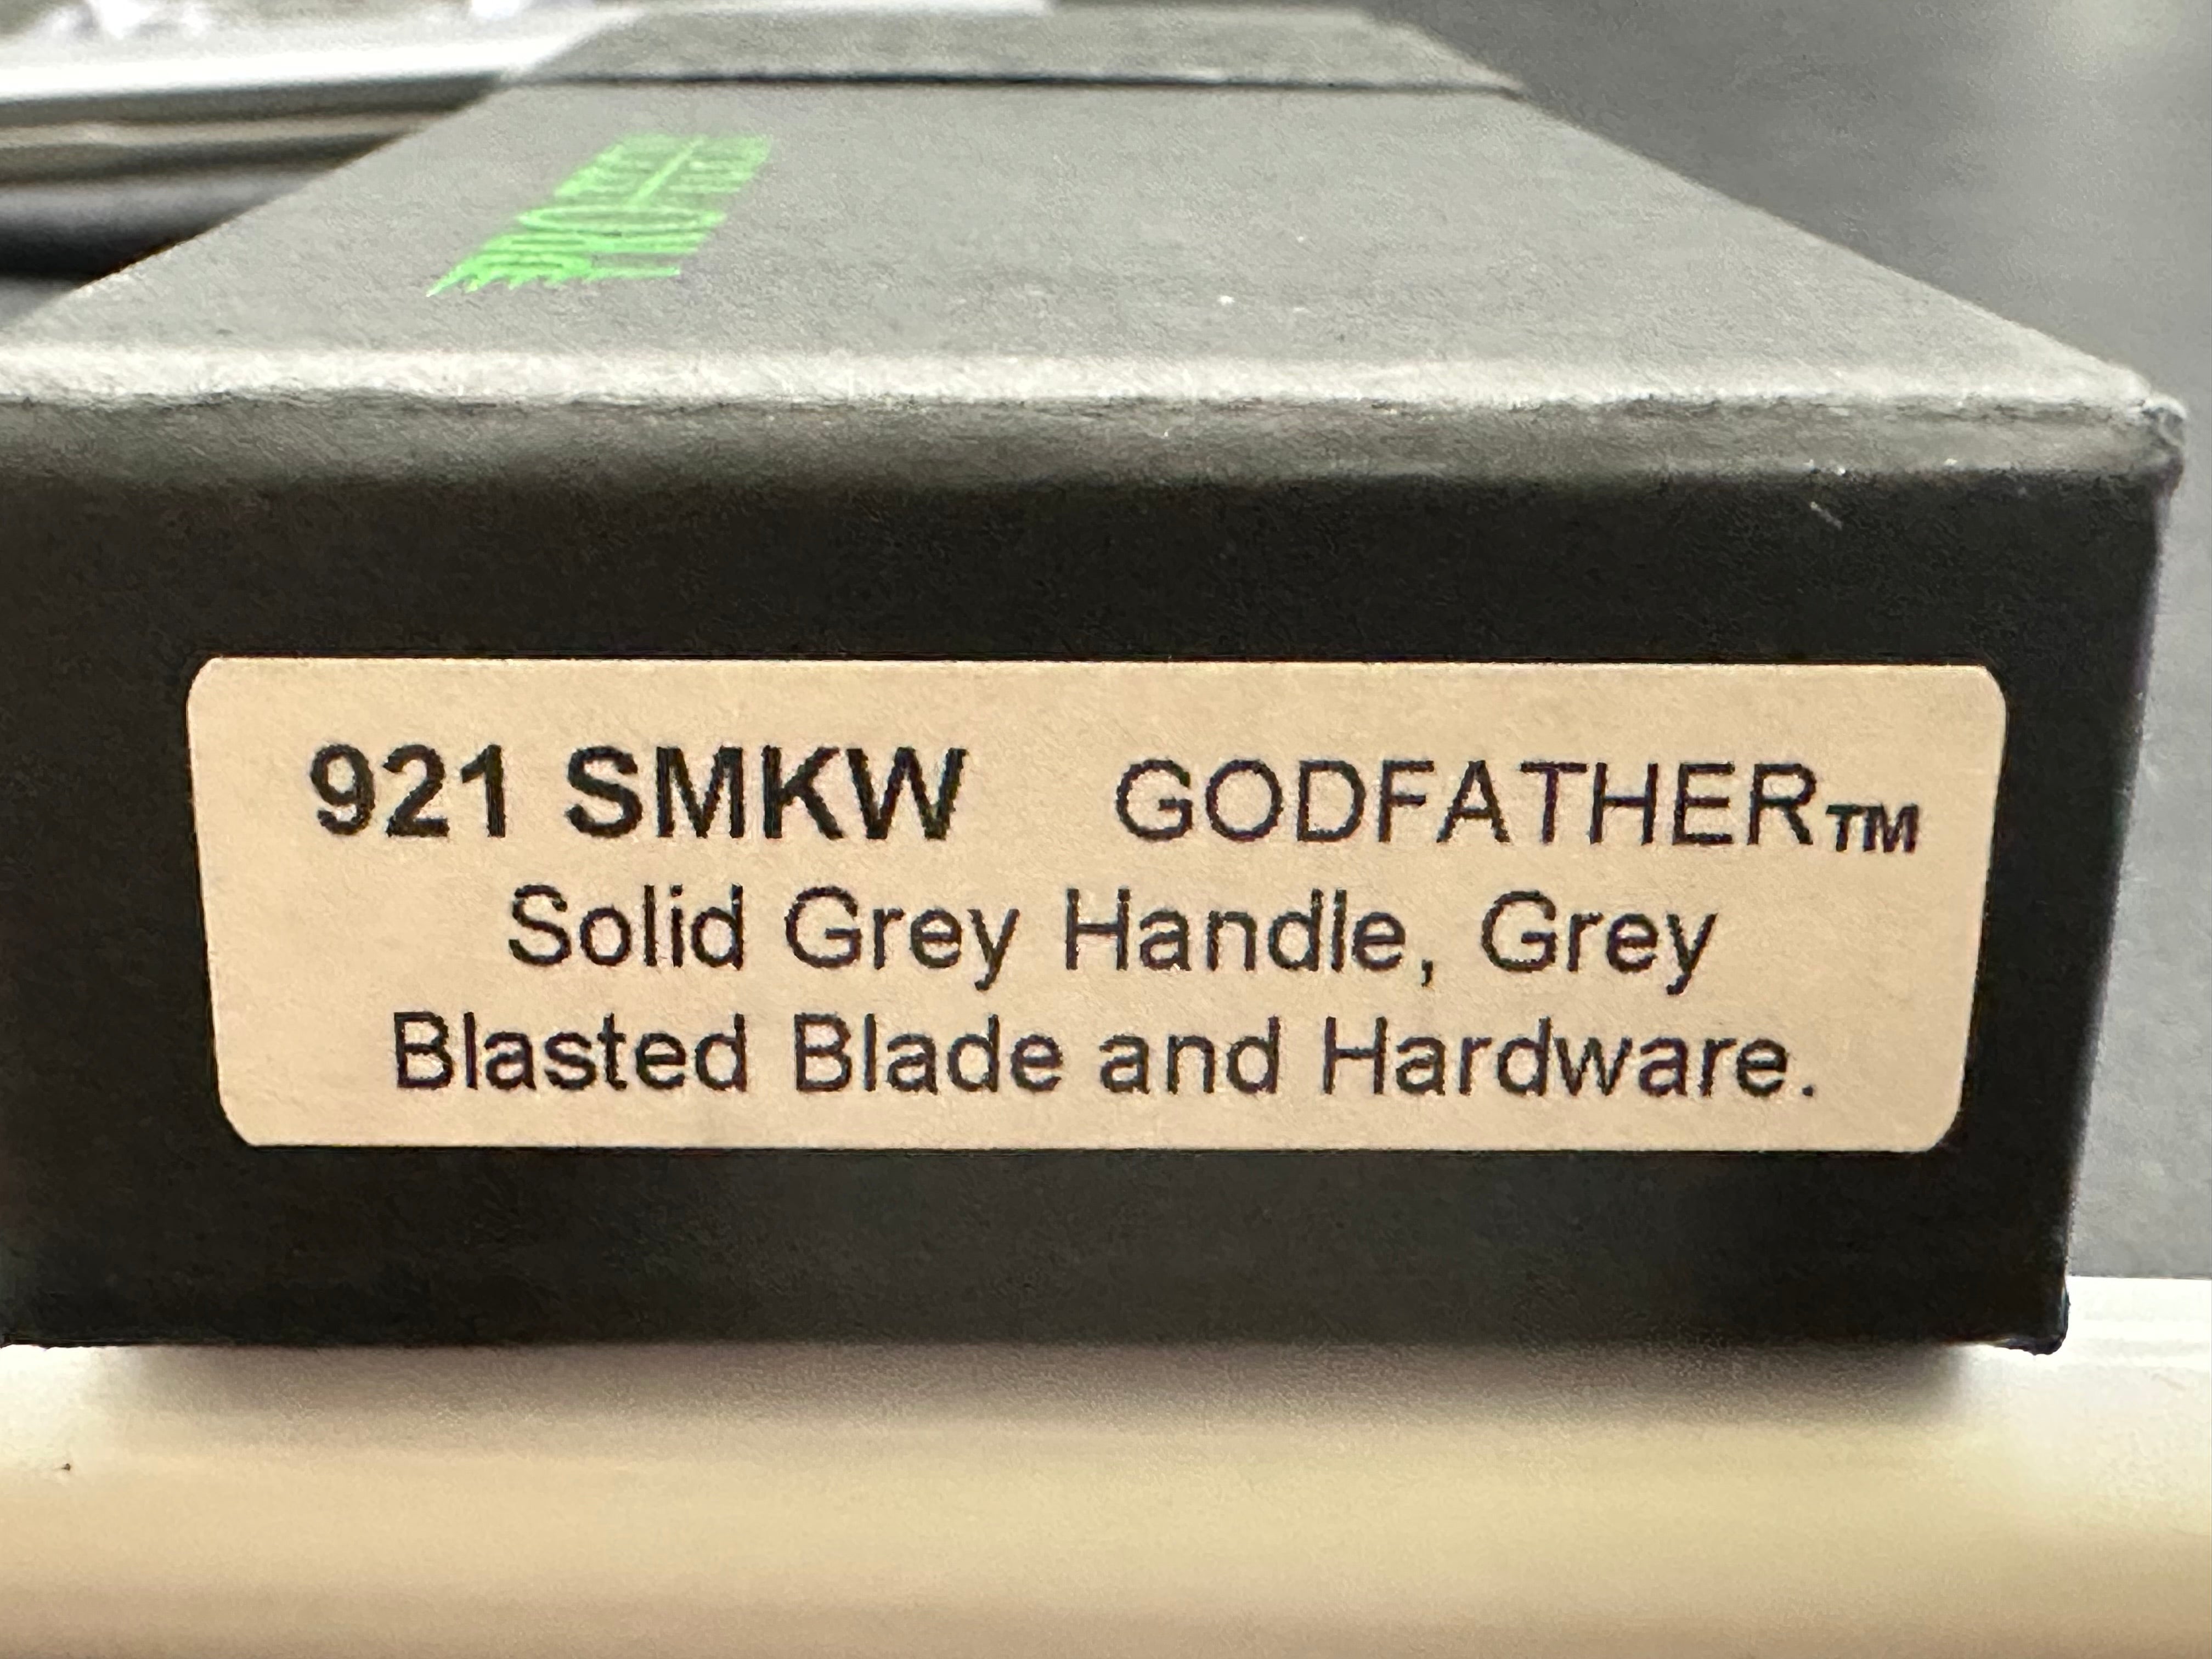 921 SMKW GODFATHER™
Solid Grey Handle, Grey
Blasted Blade and Hardware.